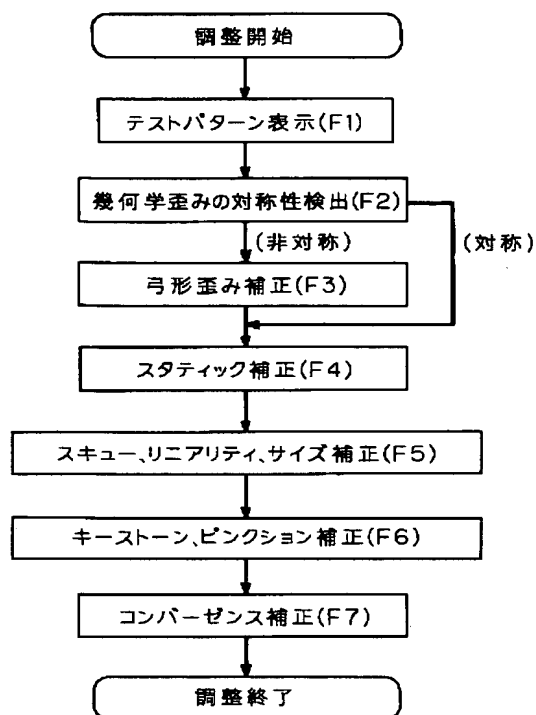 調整開始
テストパターン表示(F1)
幾何学歪みの対称性検出(F2)
(非対称)
(対称)
弓形歪み補正(F3)
スタティック補正(F4)
スキュー、リニアリティ、サイズ補正(F5)
キーストーン、ピンクション補正(F6)
コンバーゼンス補正(F7)
調整終了